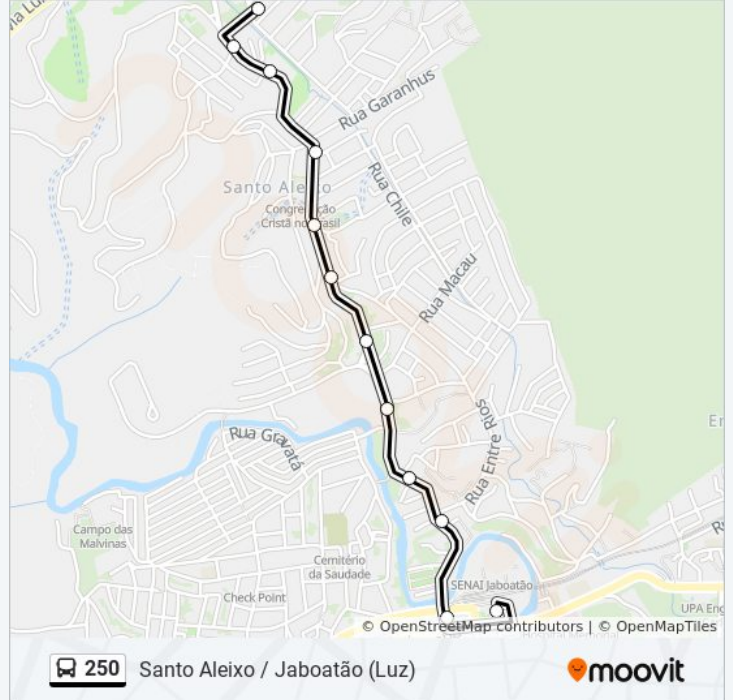 Rua Garanhus
Rua Chile
Santo Aleixo
Congregação
Cristã no Brasil
Rua Macau
Rua Entre Rios
Rua Gravatá
Campo das
Malvinas
Cemitério
da Saudade
Check Point
SENAI Jaboatão
UPA Eng
© OpenStreetMap contributors | © OpenMapTiles
250 Santo Aleixo / Jaboatão (Luz)
moovit